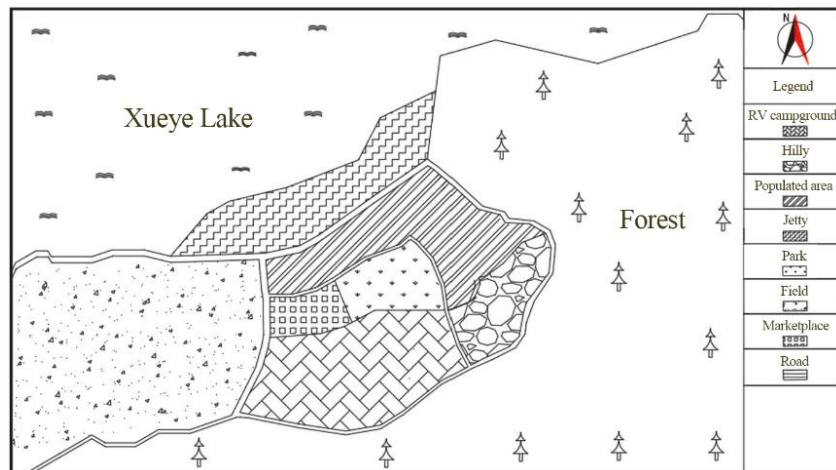 Xueye Lake
Forest
Legend
RV campground
Hilly
Populated area
Jetty
Park
Field
Marketplace
Road